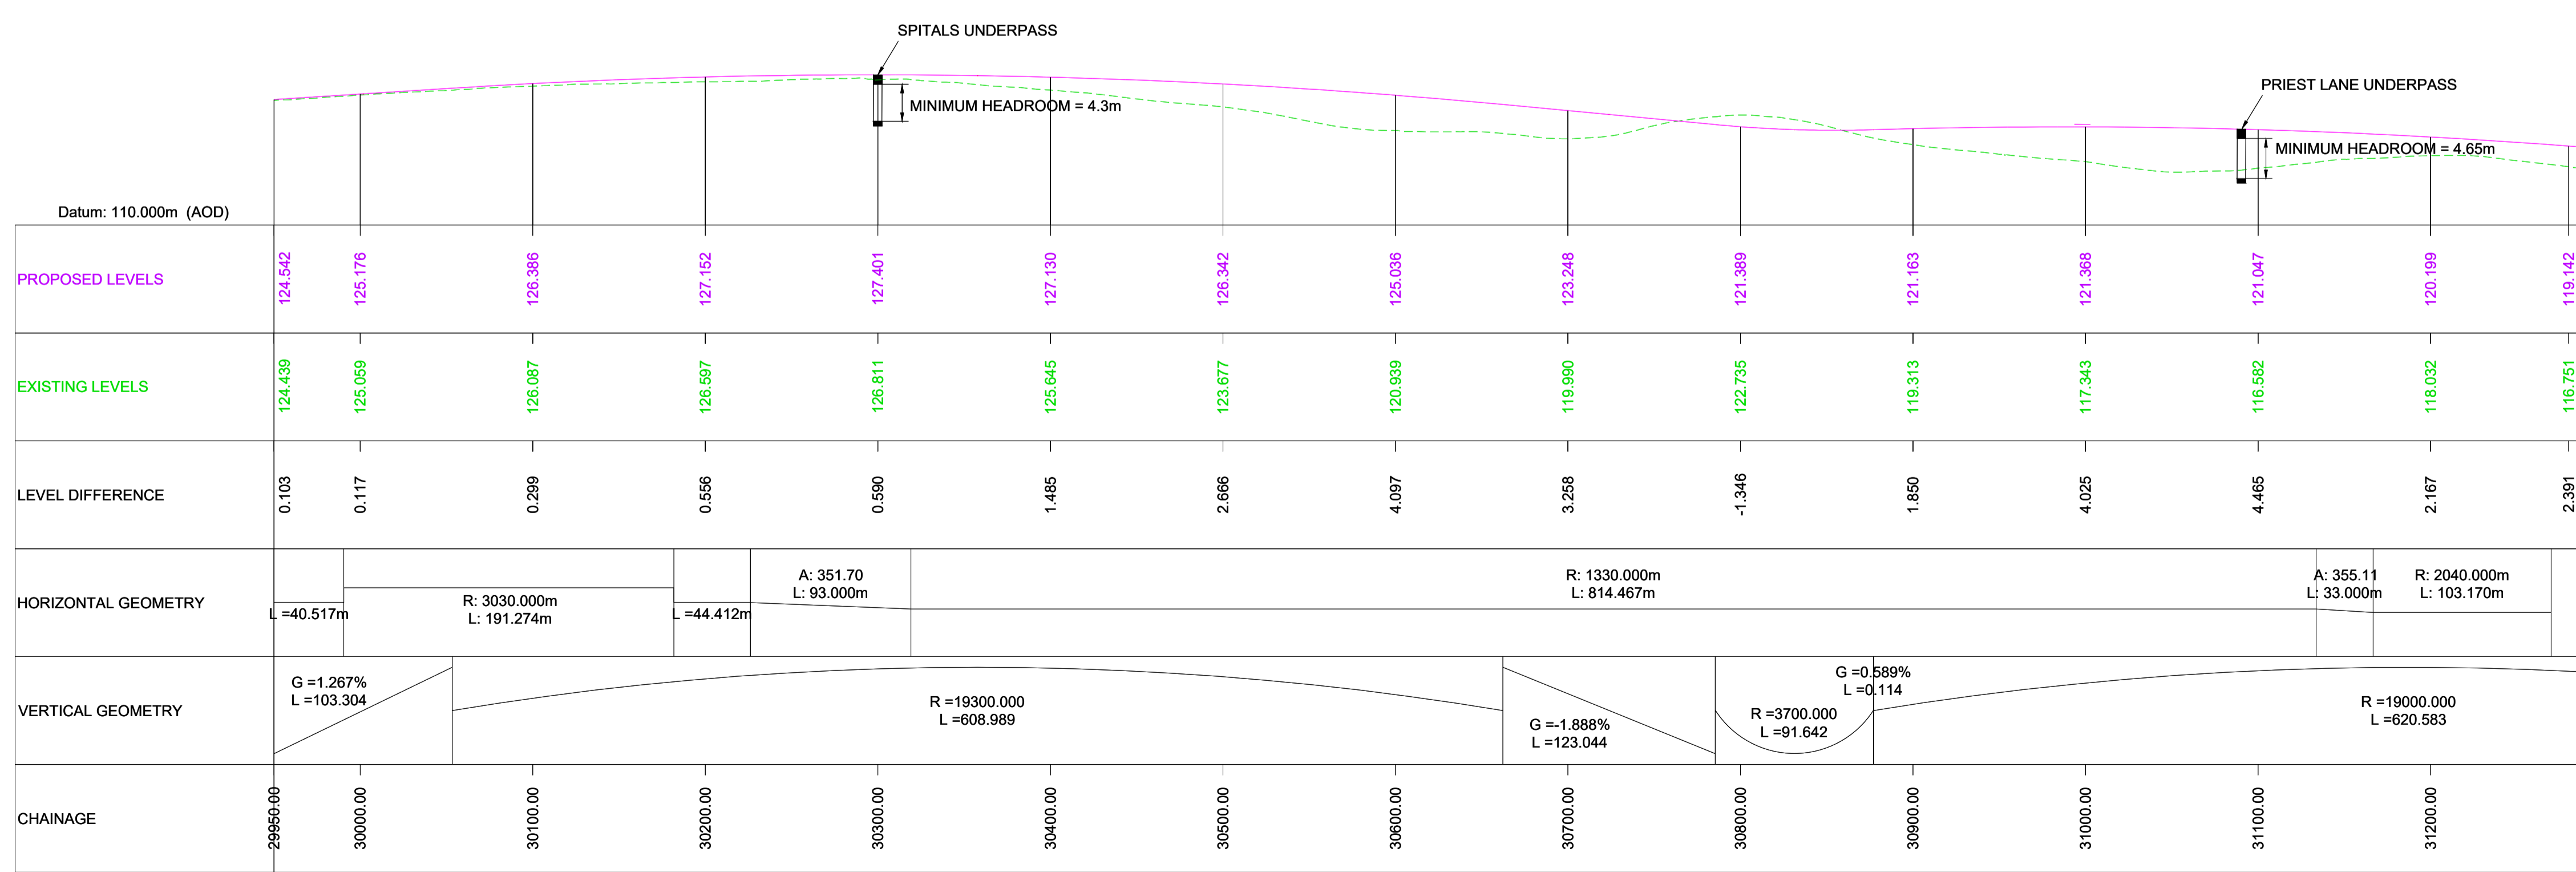 SPITALS UNDERPASS
MINIMUM HEADROOM = 4.3m
PRIEST LANE UNDERPASS
MINIMUM HEADROOM = 4.65m
Datum: 110.000m (AOD)
PROPOSED LEVELS
124.542 125.176 126.386 127.152 127.401 127.130 126.342 125.036 123.248 121.389 121.163 121.368 121.047 120.199 119.142
EXISTING LEVELS
124.439 125.059 126.087 126.597 126.811 125.645 123.677 120.939 119.990 122.735 119.313 117.343 116.582 118.032 116.751
LEVEL DIFFERENCE
0.103 0.117 0.299 0.556 0.590 1.485 2.666 4.097 3.258 -1.346 1.850 4.025 4.465 2.167 2.391
HORIZONTAL GEOMETRY
L =40.517m
R: 3030.000m
L: 191.274m
L =44.412m
A: 351.70
L: 93.000m
R: 1330.000m
L: 814.467m
A: 355.11
L: 33.000m
R: 2040.000m
L: 103.170m
VERTICAL GEOMETRY
G =1.267%
L =103.304
R =19300.000
L =608.989
G =-1.888%
L =123.044
R =3700.000
L =91.642
G =0.589%
L =0.114
R =19000.000
L =620.583
CHAINAGE
29950.00 30000.00 30100.00 30200.00 30300.00 30400.00 30500.00 30600.00 30700.00 30800.00 30900.00 31000.00 31100.00 31200.00